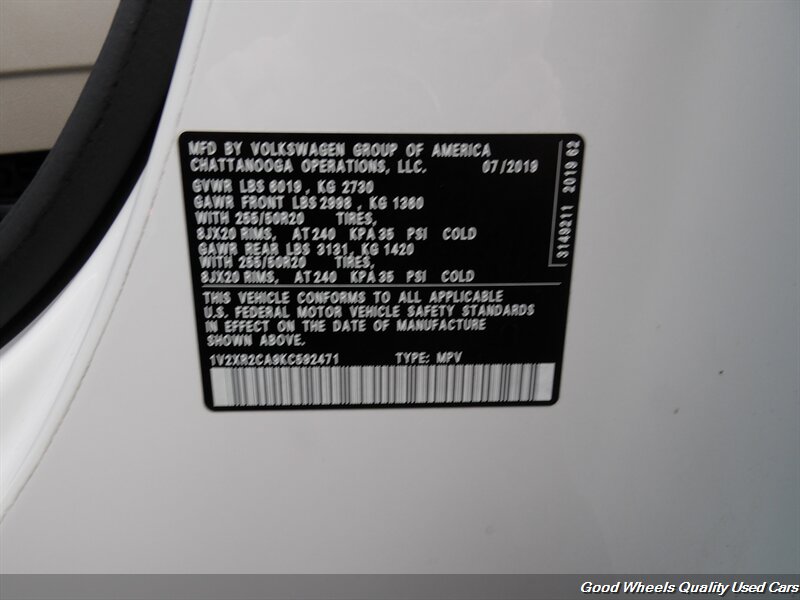 MFD BY VOLKSWAGEN GROUP OF AMERICA
CHATTANOOGA OPERATIONS, LLC. 07/2019
GVWR LBS 6019, KG 2730
GAWR FRONT LBS 2998, KG 1360
WITH 255/50R20 TIRES,
8JX20 RIMS, AT 240 KPA 35 PSI COLD
GAWR REAR LBS 3131, KG 1420
WITH 255/50R20 TIRES,
8JX20 RIMS, AT 240 KPA 35 PSI COLD
THIS VEHICLE CONFORMS TO ALL APPLICABLE
U.S. FEDERAL MOTOR VEHICLE SAFETY STANDARDS
IN EFFECT ON THE DATE OF MANUFACTURE
SHOWN ABOVE.
1V2XR2CA9KC592471 TYPE: MPV
3149211 2019 62
Good Wheels Quality Used Cars